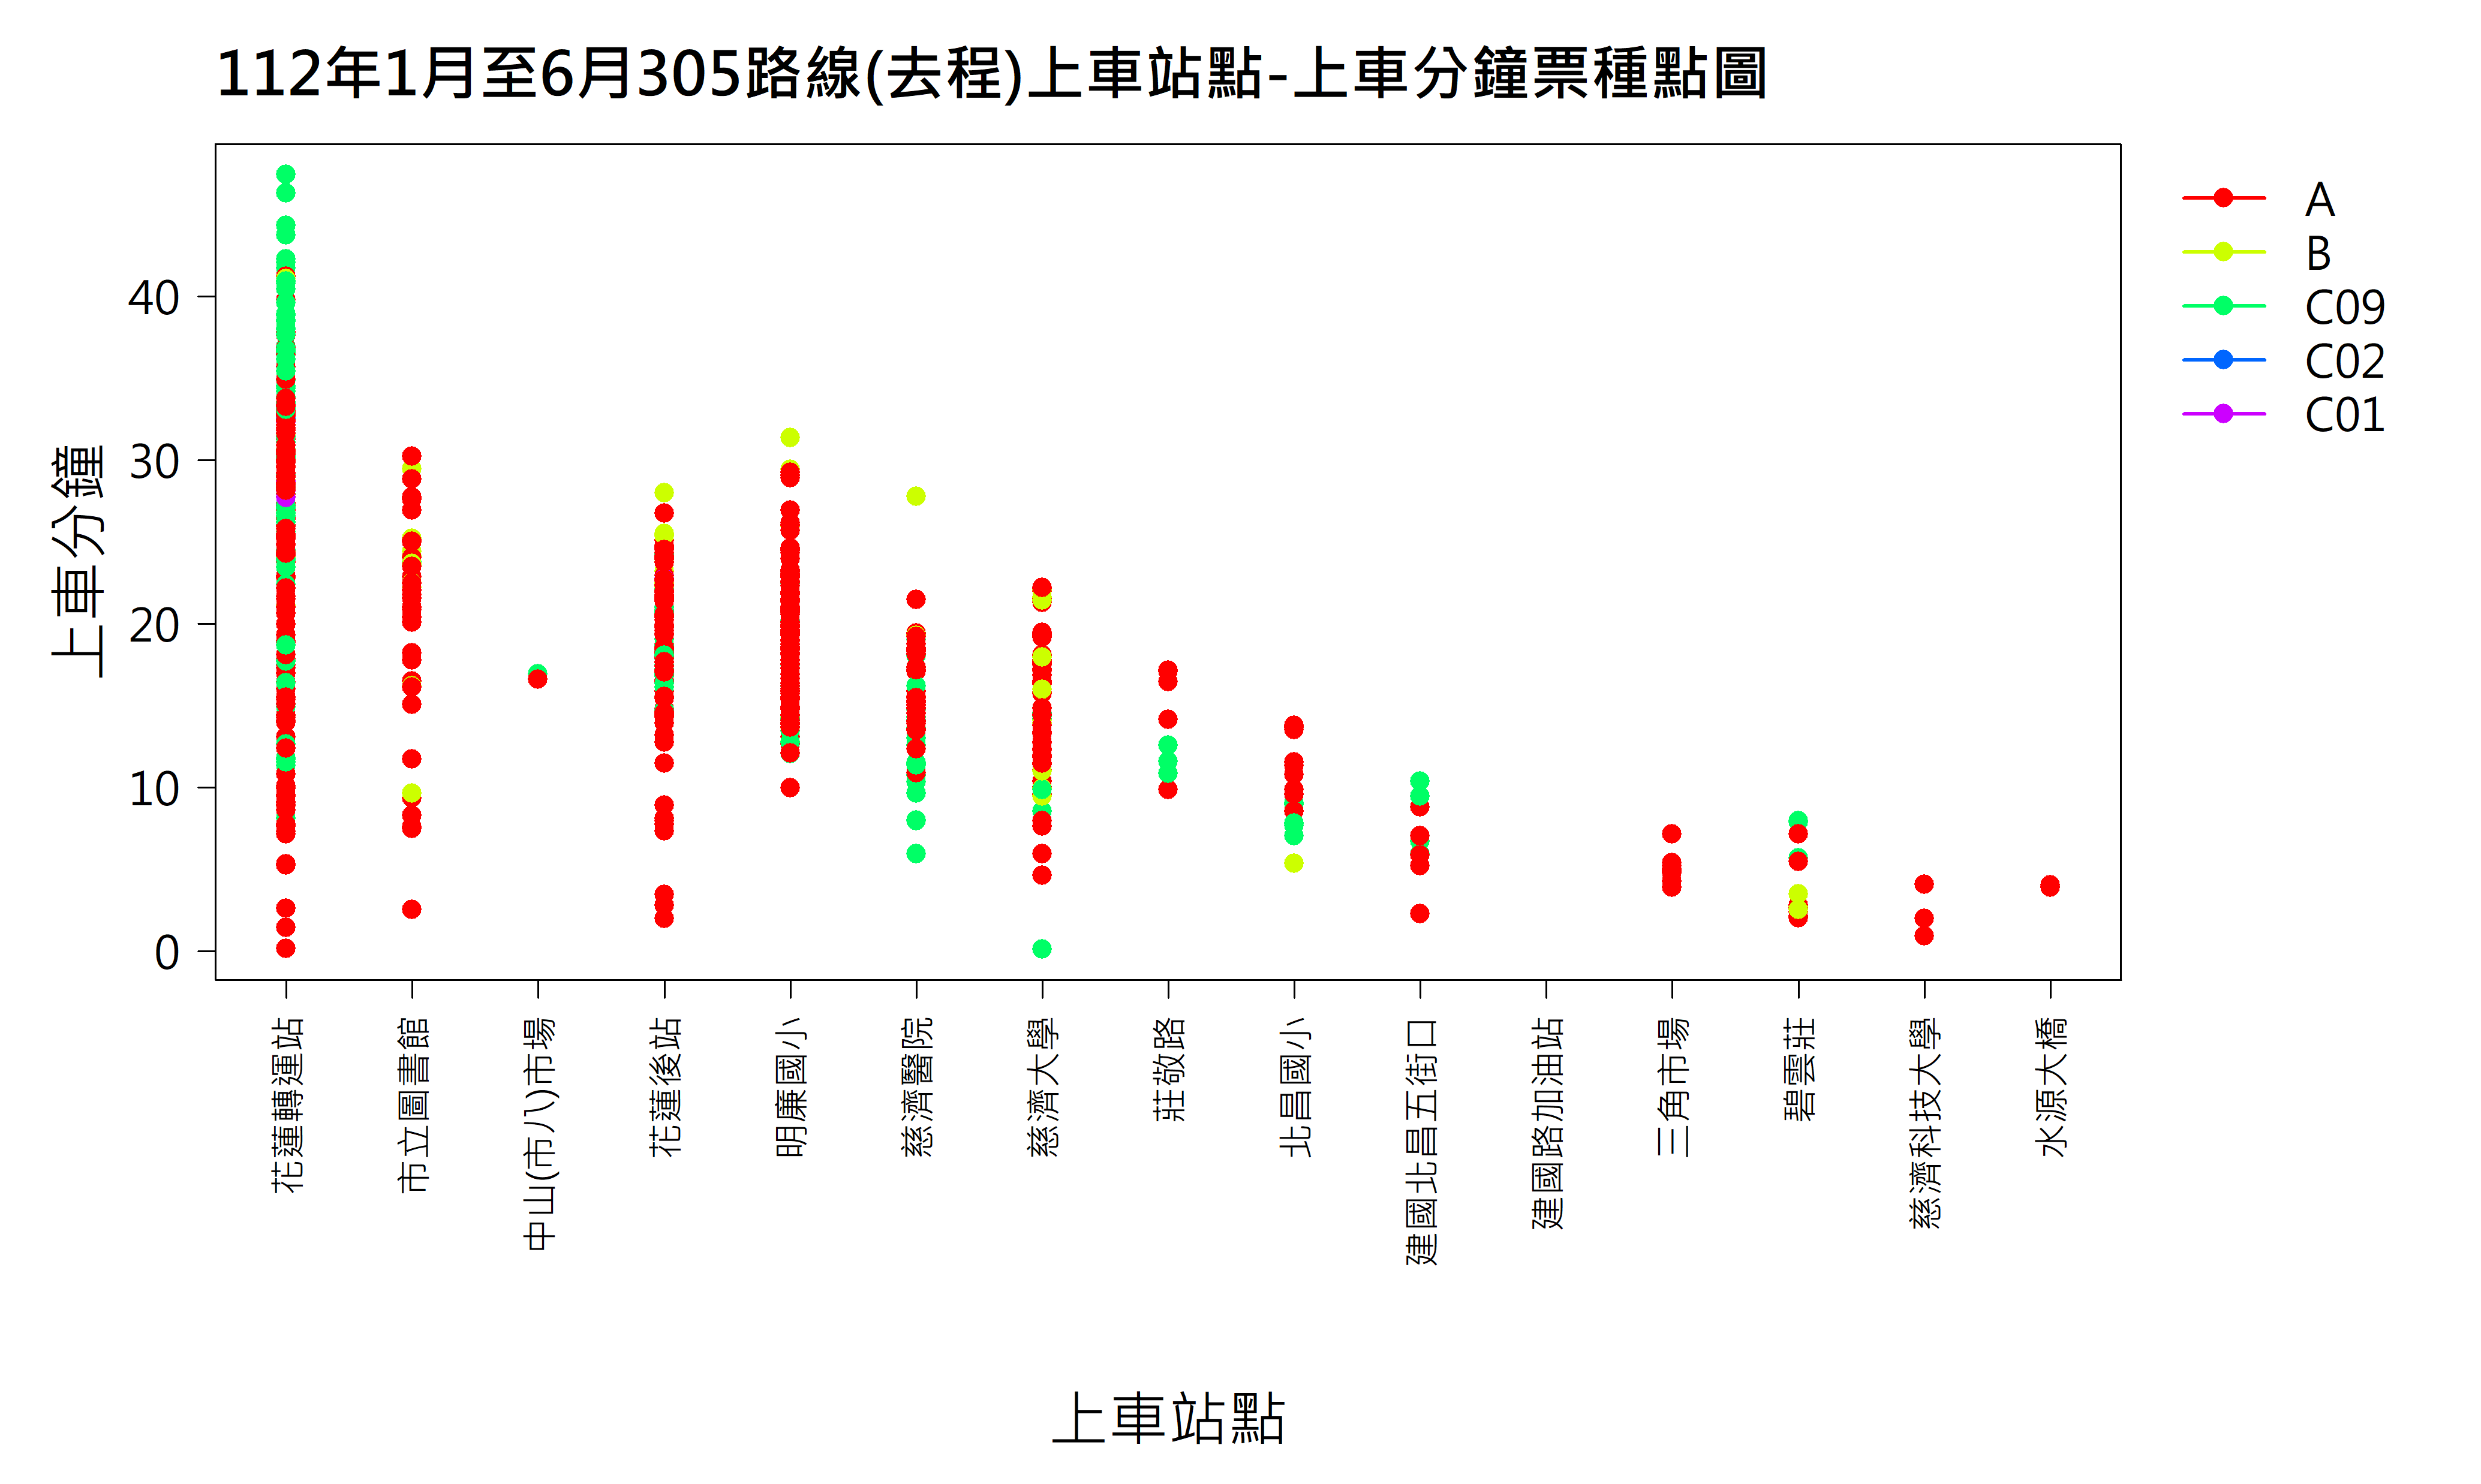 112年1月至6月305路線(去程)上車站點-上車分鐘票種點圖
A
B
C09
C02
C01
上車分鐘
40
30
20
10
0
花蓮轉運站
市立圖書館
中山(市八)市場
花蓮後站
明廉國小
慈濟醫院
慈濟大學
莊敬路
北昌國小
建國北昌五街口
建國路加油站
三角市場
碧雲莊
慈濟科技大學
水源大橋
上車站點